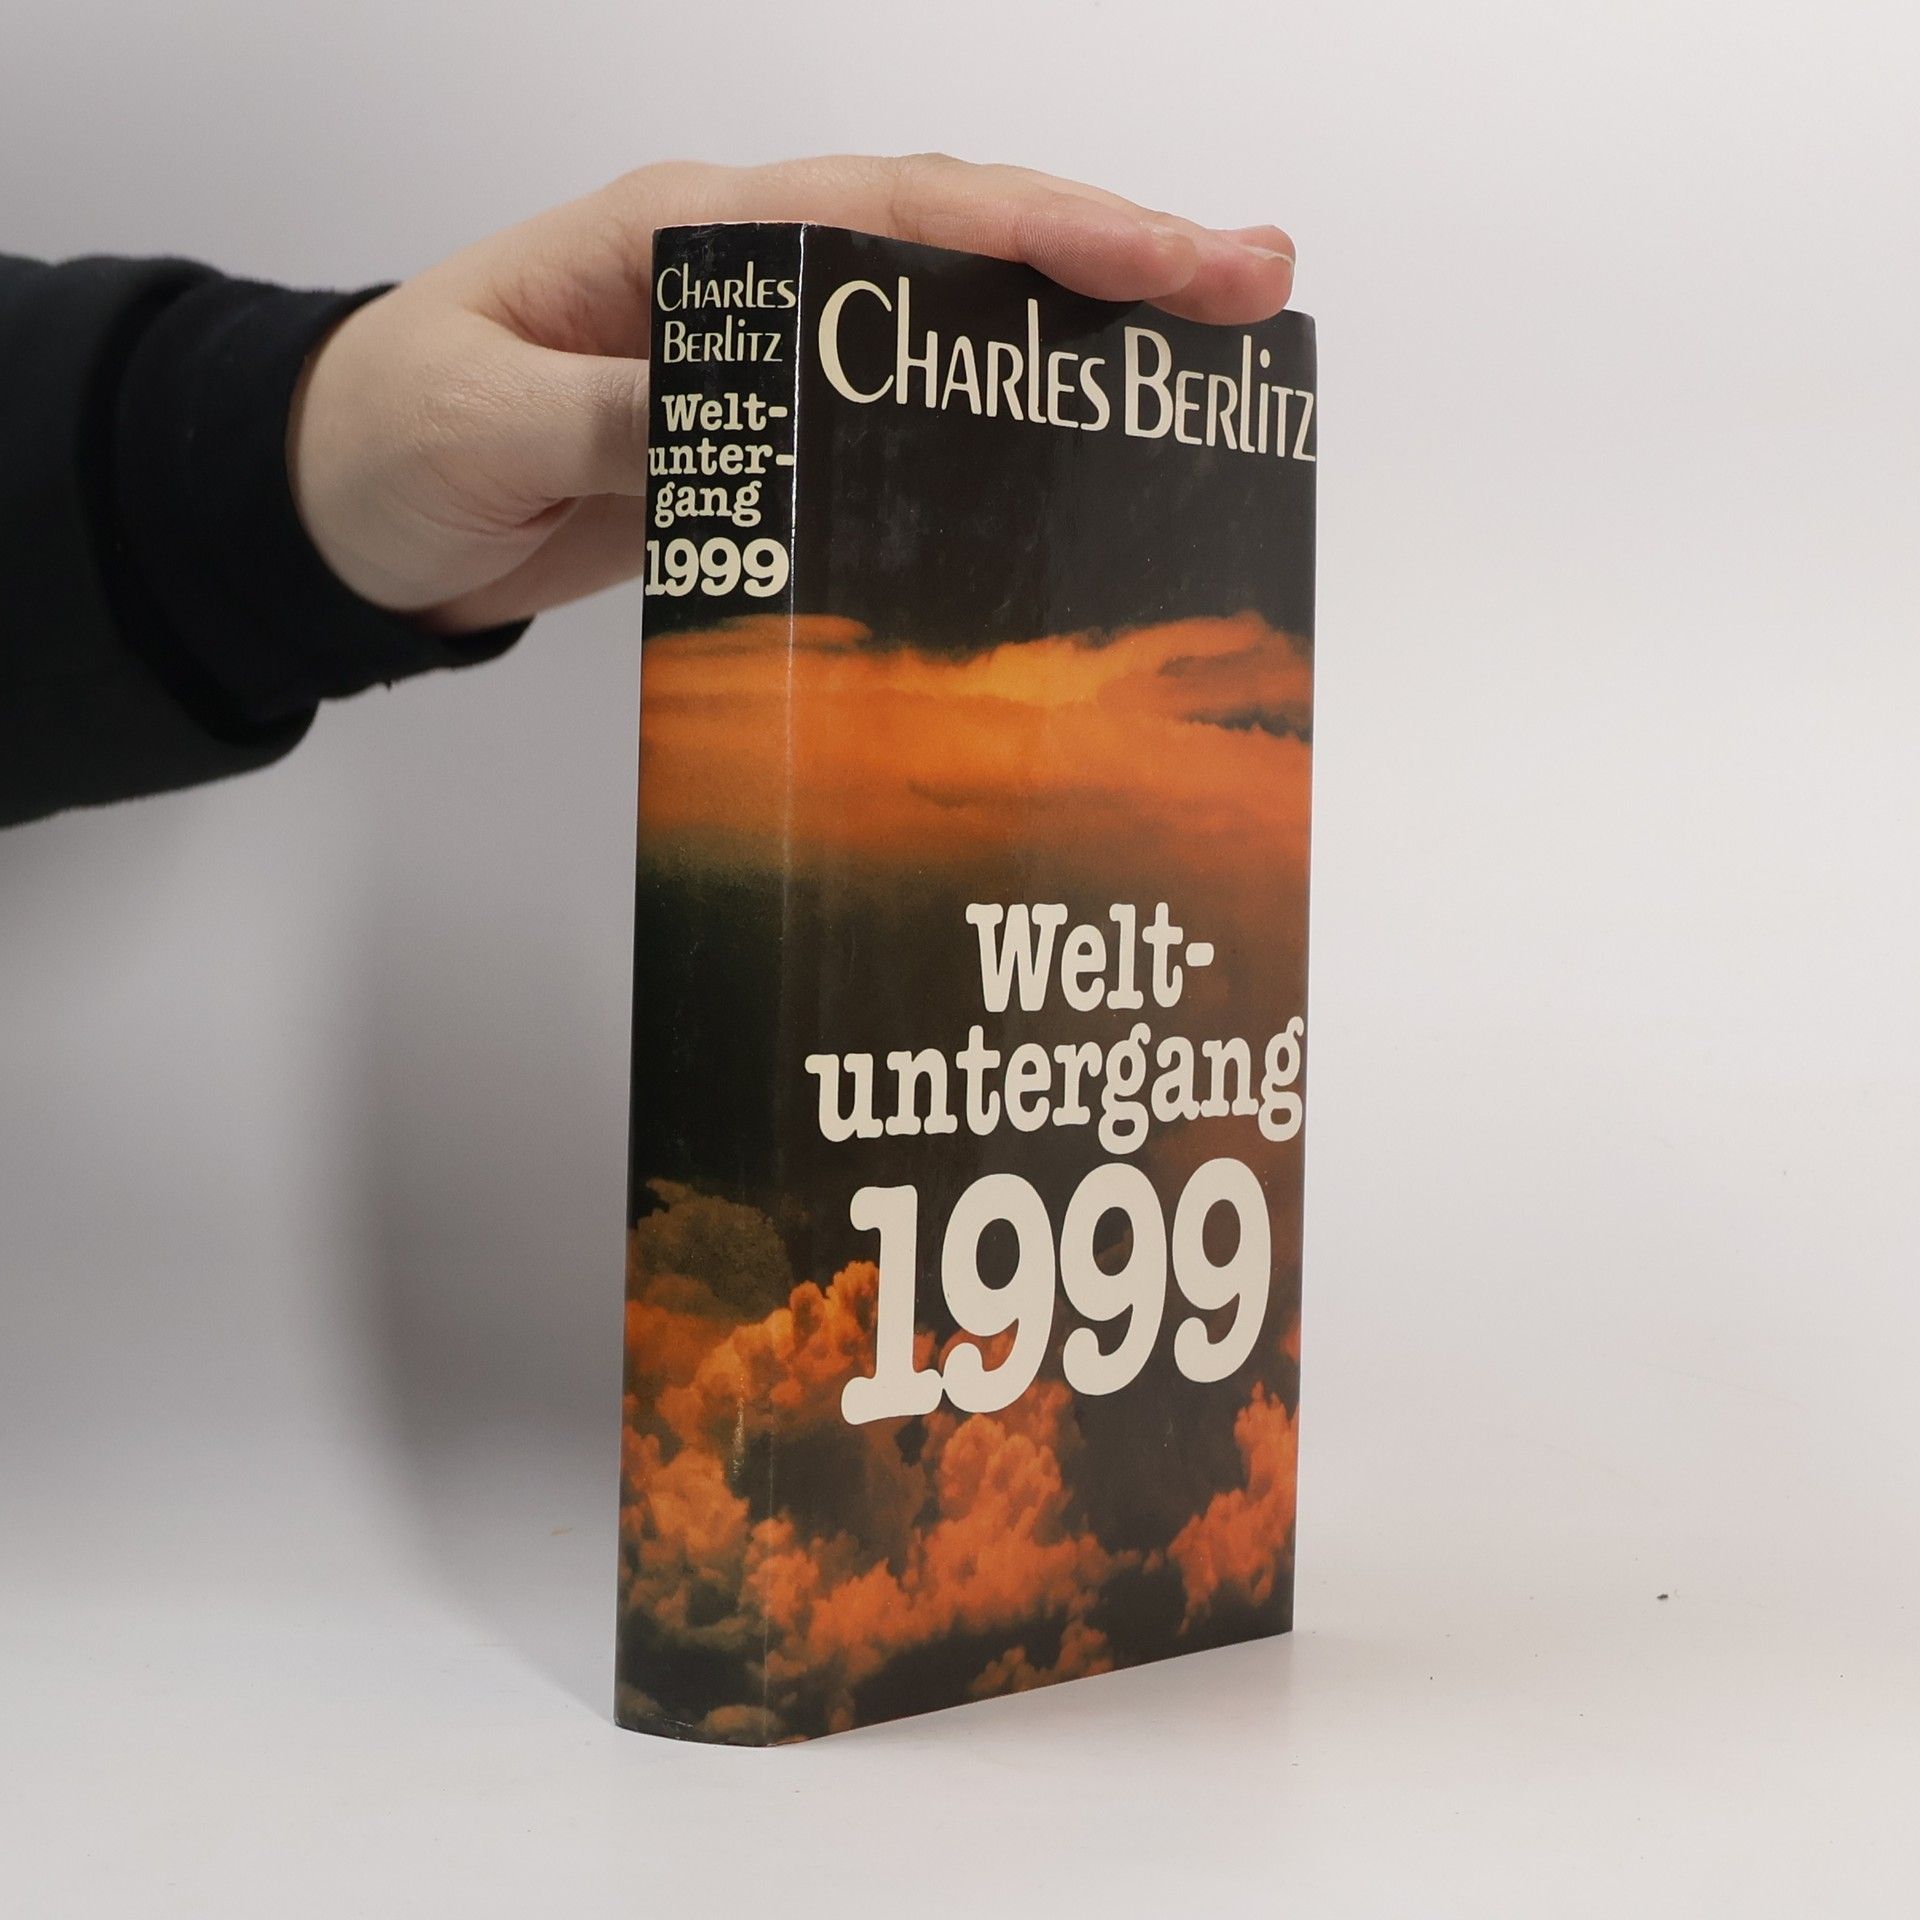 Charles
Berlitz
Welt-
unter-
gang
1999
Charles Berlitz
Welt-
untergang
1999